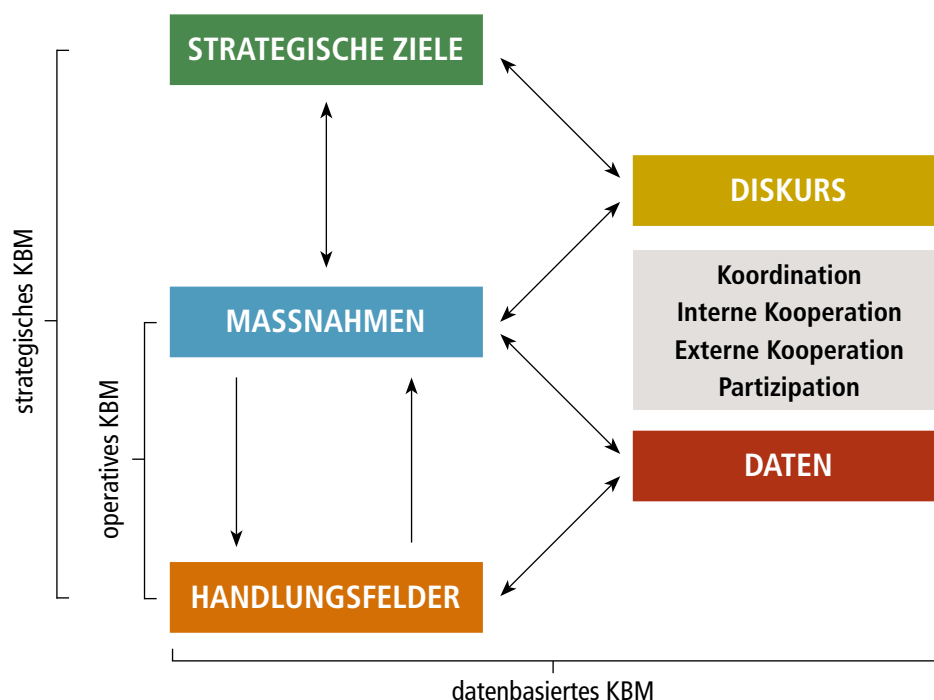 STRATEGISCHE ZIELE
DISKURS
Koordination
Interne Kooperation
Externe Kooperation
Partizipation
MASSNAHMEN
DATEN
HANDLUNGSFELDER
strategisches KBM
operatives KBM
datenbasiertes KBM